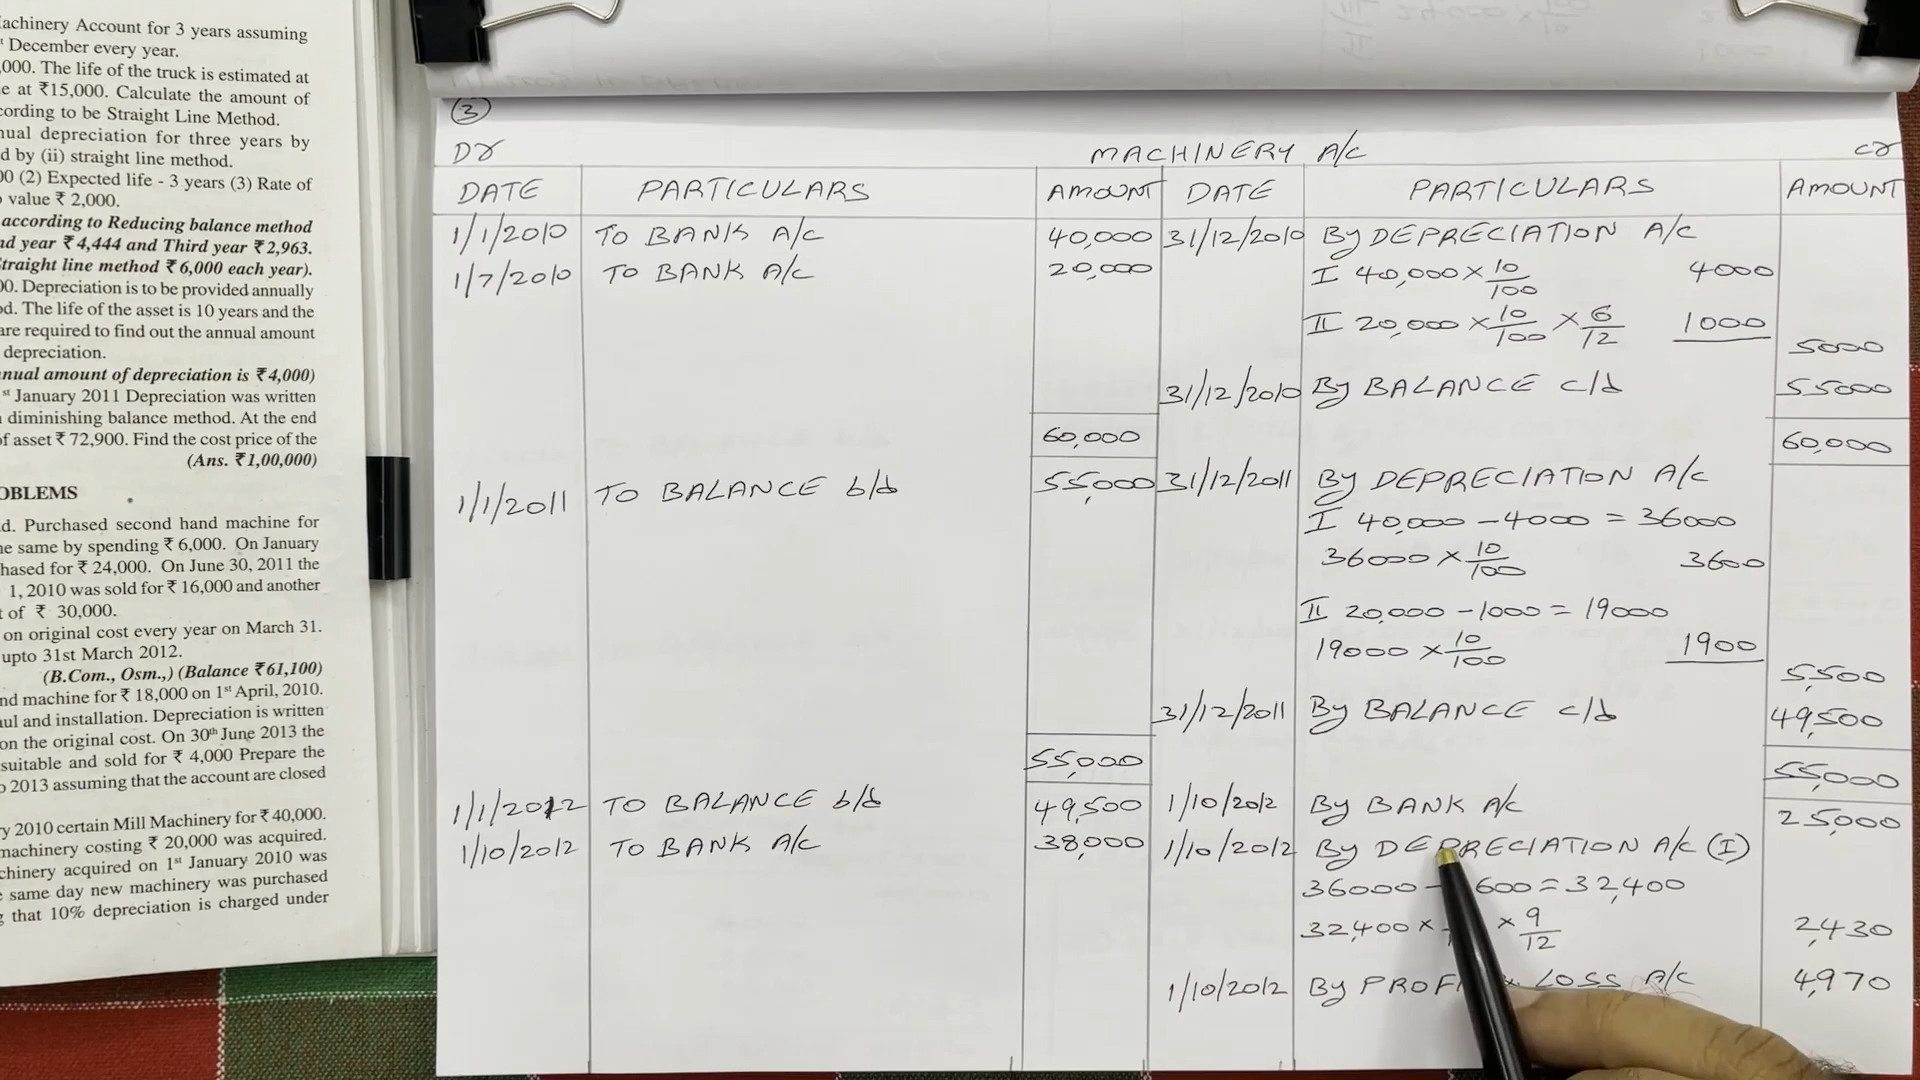 achinery Account for 3 years assuming
st December every year.
,000. The life of the truck is estimated at
e at ₹15,000. Calculate the amount of
cording to be Straight Line Method.
nual depreciation for three years by
d by (ii) straight line method.
00 (2) Expected life - 3 years (3) Rate of
value ₹ 2,000.
according to Reducing balance method
nd year ₹ 4,444 and Third year ₹2,963.
traight line method ₹ 6,000 each year).
00. Depreciation is to be provided annually
d. The life of the asset is 10 years and the
are required to find out the annual amount
depreciation.
nual amount of depreciation is ₹4,000)
st January 2011 Depreciation was written
diminishing balance method. At the end
f asset ₹ 72,900. Find the cost price of the
(Ans. ₹1,00,000)
OBLEMS
d. Purchased second hand machine for
he same by spending ₹ 6,000. On January
hased for ₹ 24,000. On June 30, 2011 the
1, 2010 was sold for ₹ 16,000 and another
t of ₹ 30,000.
on original cost every year on March 31.
upto 31st March 2012.
(B.Com., Osm.,) (Balance ₹61,100)
nd machine for ₹ 18,000 on 1st April, 2010.
ul and installation. Depreciation is written
on the original cost. On 30th June 2013 the
suitable and sold for ₹ 4,000 Prepare the
o 2013 assuming that the account are closed
y 2010 certain Mill Machinery for ₹ 40,000.
machinery costing ₹ 20,000 was acquired.
chinery acquired on 1st January 2010 was
same day new machinery was purchased
g that 10% depreciation is charged under
3
Dr MACHINERY A/c Cr
DATE PARTICULARS AMOUNT DATE PARTICULARS AMOUNT
1/1/2010 TO BANK A/c 40,000 31/12/2010 By DEPRECIATION A/c
1/7/2010 TO BANK A/c 20,000 I 40,000 × 10/100 4000
II 20,000 × 10/100 × 6/12 1000
5000
31/12/2010 By BALANCE c/d 55000
60,000 60,000
1/1/2011 TO BALANCE b/d 55,000 31/12/2011 By DEPRECIATION A/c
I 40,000 - 4000 = 36000
36000 × 10/100 3600
II 20,000 - 1000 = 19000
19000 × 10/100 1900
5,500
31/12/2011 By BALANCE c/d 49,500
55,000 55,000
1/1/2012 TO BALANCE b/d 49,500 1/10/2012 By BANK A/c 25,000
1/10/2012 TO BANK A/c 38,000 1/10/2012 By DEPRECIATION A/c (I)
36000 - 600 = 32,400
32,400 × × 9/12 2,430
1/10/2012 By LOSS A/c 4,970